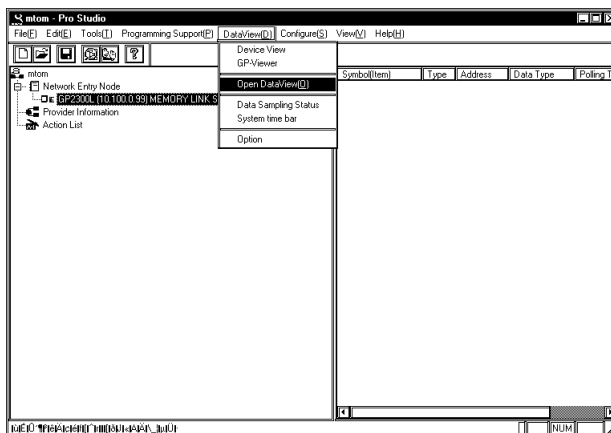 mtom - Pro Studio
File(F) Edit(E) Tools(T) Programming Support(P) DataView(D) Configure(S) View(V) Help(H)
Device View
GP-Viewer
Open DataView(O)
Data Sampling Status
System time bar
Option
mtom
Network Entry Node
GP2300L (10.100.0.99) MEMORY LINK S
Provider Information
Action List
Symbol(Item) Type Address Data Type Polling T
NUM